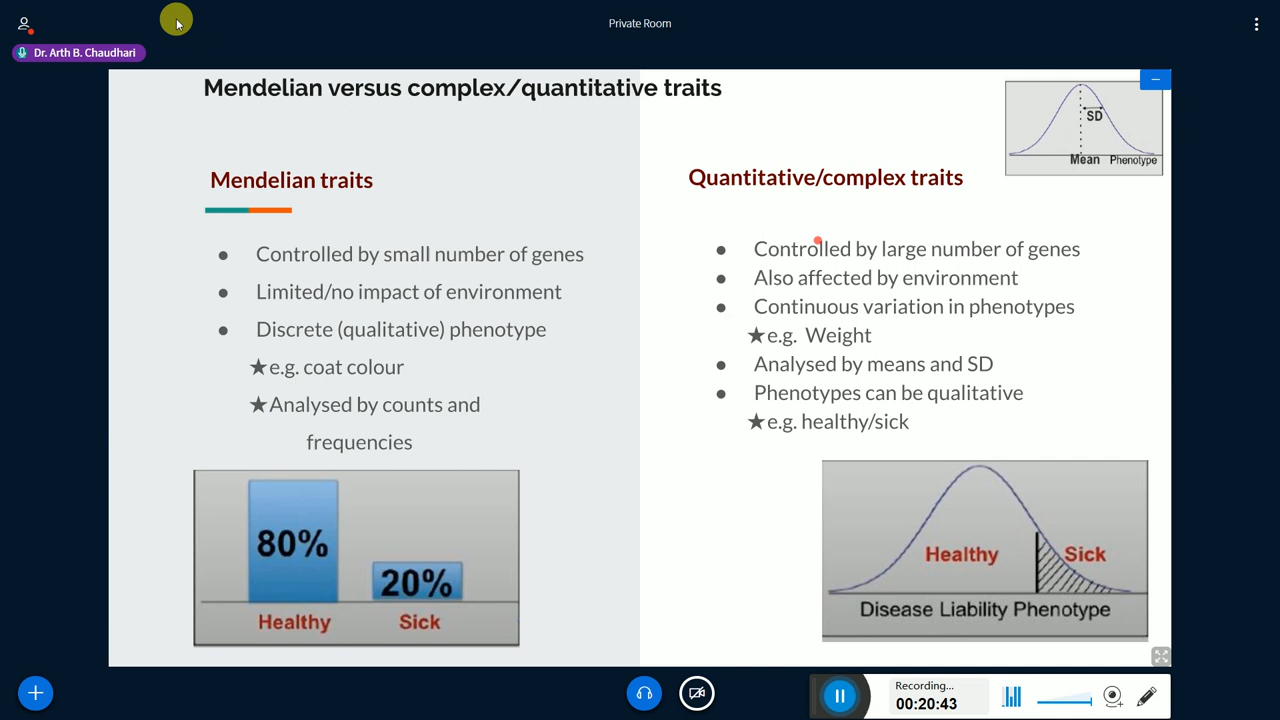 Private Room
Dr. Arth B. Chaudhari
Mendelian versus complex/quantitative traits
SD
Mean Phenotype
Mendelian traits
Controlled by small number of genes
Limited/no impact of environment
Discrete (qualitative) phenotype
★e.g. coat colour
★Analysed by counts and
frequencies
80%
20%
Healthy Sick
Quantitative/complex traits
Controlled by large number of genes
Also affected by environment
Continuous variation in phenotypes
★e.g. Weight
Analysed by means and SD
Phenotypes can be qualitative
★e.g. healthy/sick
Healthy Sick
Disease Liability Phenotype
Recording...
00:20:43